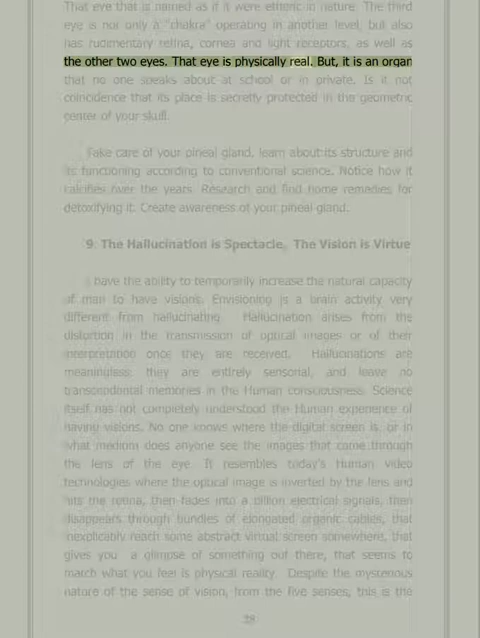 That eye that is named as if it were etheric in nature. The third
eye is not only a "chakra" operating in another level, but also
has rudimentary retina, cornea and light receptors, as well as
the other two eyes. That eye is physically real. But, it is an organ
that no one speaks about at school or in private. Is it not
coincidence that its place is secretly protected in the geometric
center of your skull.
Take care of your pineal gland, learn about its structure and
its functioning according to conventional science. Notice how it
calcifies over the years. Research and find home remedies for
detoxifying it. Create awareness of your pineal gland.
9. The Hallucination is Spectacle, The Vision is Virtue
I have the ability to temporarily increase the natural capacity
of man to have visions. Envisioning is a brain activity very
different from hallucinating. Hallucination arises from the
distortion in the transmission of optical images or of their
interpretation once they are received. Hallucinations are
meaningless: they are entirely sensorial, and leave no
transcendental memories in the Human consciousness. Science
itself has not completely understood the Human experience of
having visions. No one knows where the digital screen is, or in
what medium does anyone see the images that come through
the lens of the eye. It resembles today's Human video
technologies where the optical image is inverted by the lens and
hits the retina, then fades into a billion electrical signals, then
disappears through bundles of elongated organic cables, that
inexplicably reach some abstract virtual screen somewhere, that
gives you a glimpse of something out there, that seems to
match what you feel is physical reality. Despite the mysterious
nature of the sense of vision, from the five senses, this is the